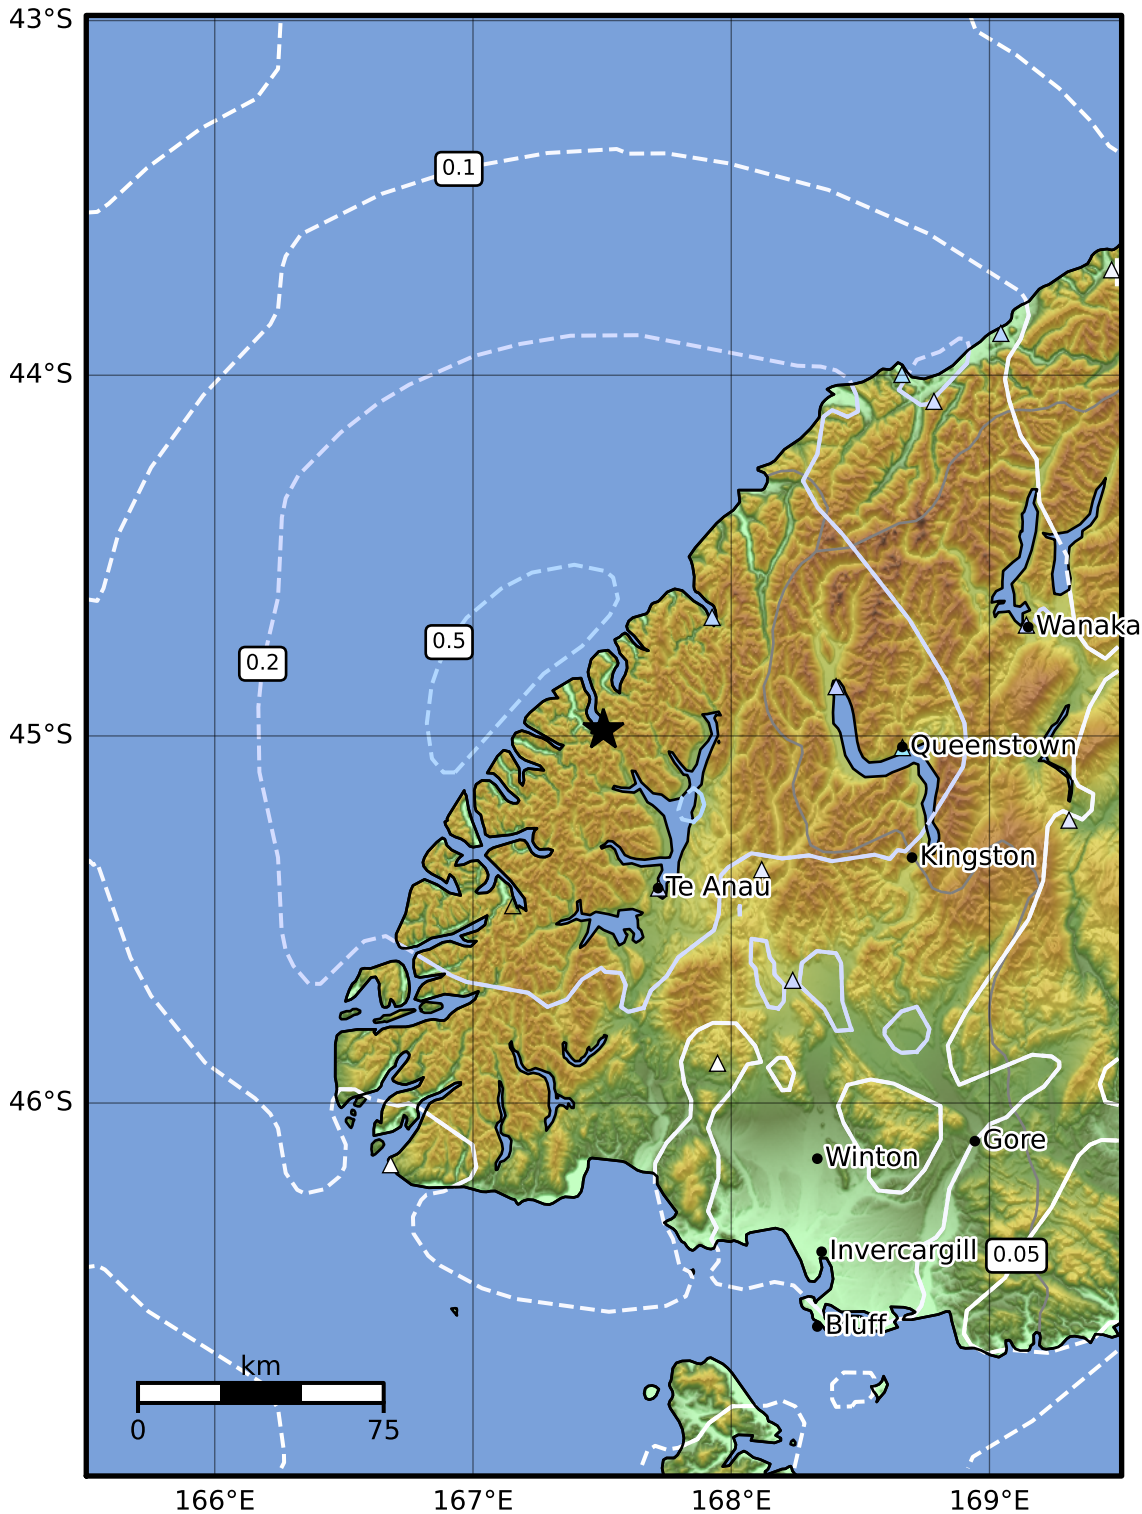 43°S
0.1
44°S
0.5
0.2
Wanaka
45°S
Queenstown
Kingston
Te Anau
46°S
Gore
Winton
Invercargill
0.05
Bluff
km
0
75
166°E
167°E
168°E
169°E